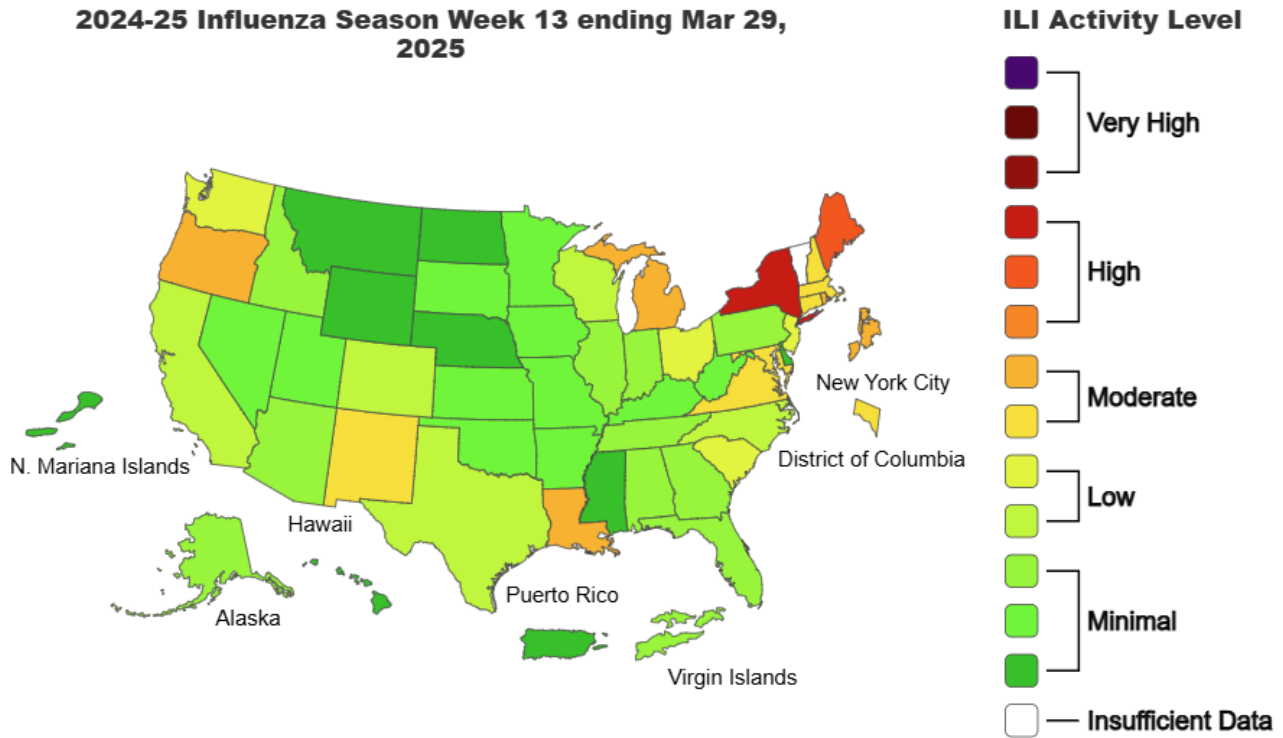 2024-25 Influenza Season Week 13 ending Mar 29,
2025
ILI Activity Level
Very High
High
Moderate
Low
Minimal
Insufficient Data
New York City
District of Columbia
N. Mariana Islands
Hawaii
Alaska
Puerto Rico
Virgin Islands